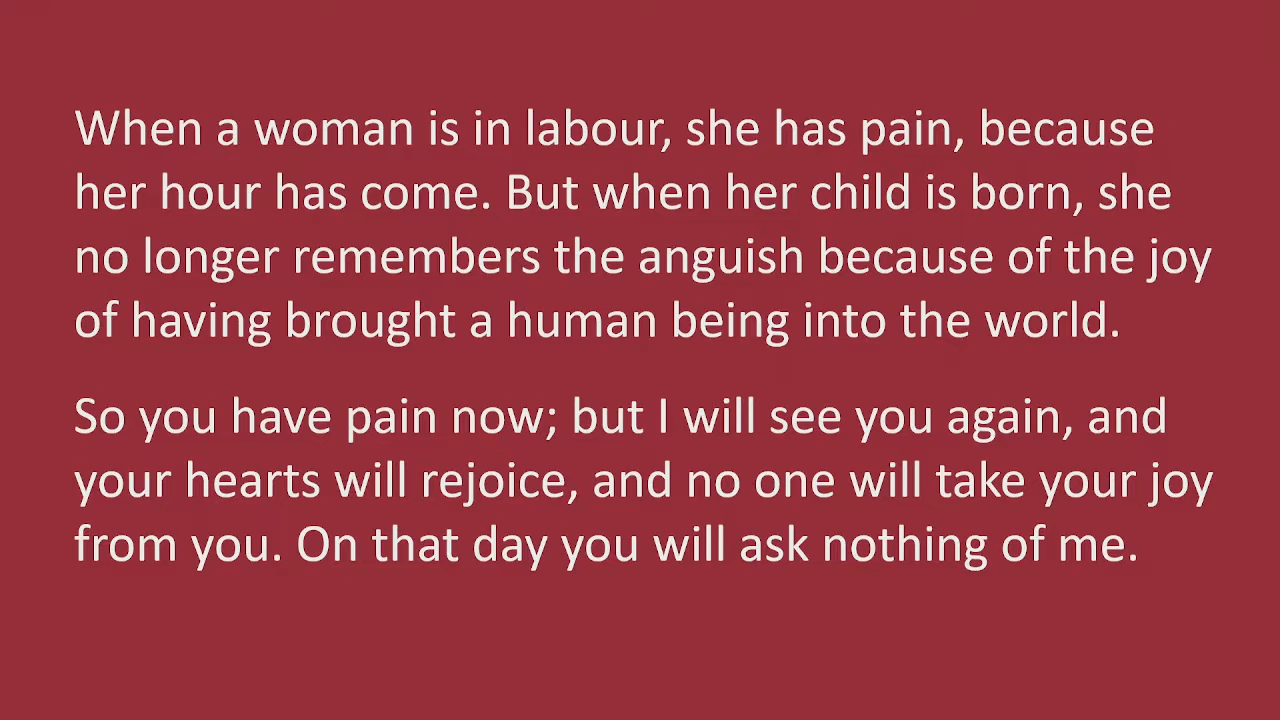 When a woman is in labour, she has pain, because
her hour has come. But when her child is born, she
no longer remembers the anguish because of the joy
of having brought a human being into the world.
So you have pain now; but I will see you again, and
your hearts will rejoice, and no one will take your joy
from you. On that day you will ask nothing of me.